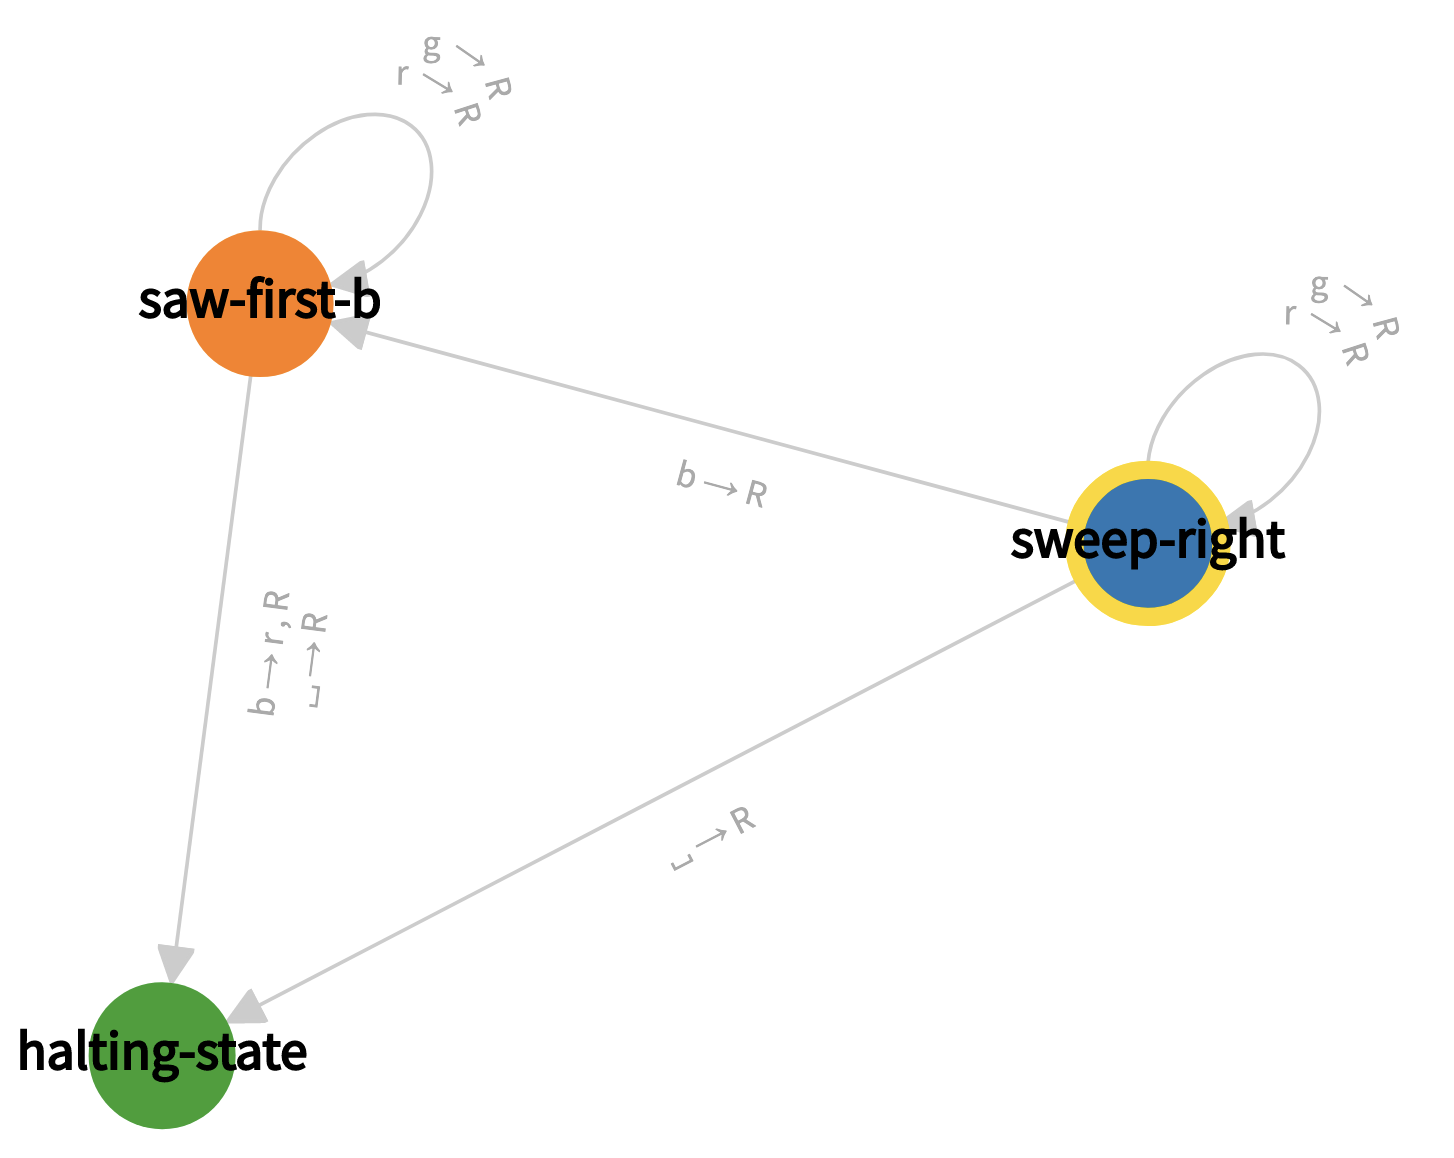 g→R
r→R
saw-first-b
g→R
r→R
b→R
sweep-right
b→r,R
␣→R
␣→R
halting-state